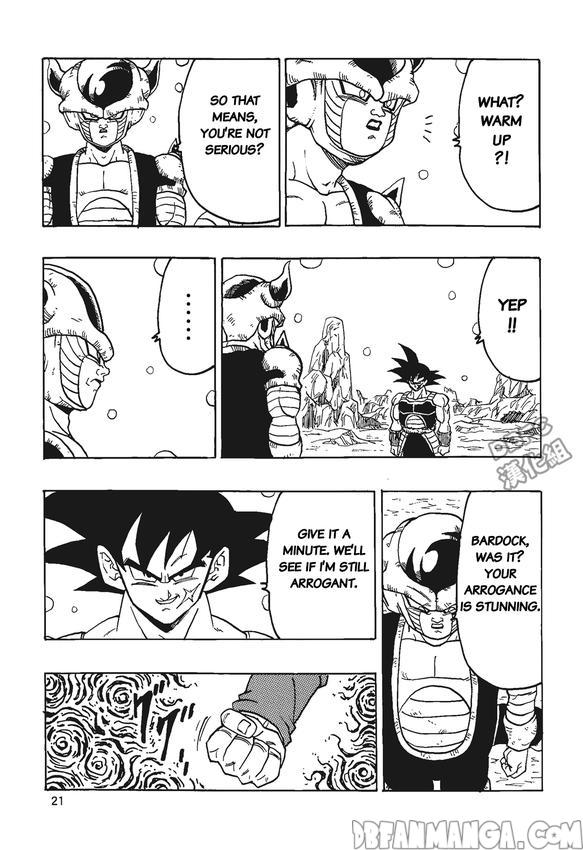 WHAT?
WARM
UP
?!
SO THAT
MEANS,
YOU'RE NOT
SERIOUS?
YEP
!!
......
BARDOCK,
WAS IT?
YOUR
ARROGANCE
IS STUNNING.
GIVE IT A
MINUTE. WE'LL
SEE IF I'M STILL
ARROGANT.
漢化組
21
DBFANMANGA.COM